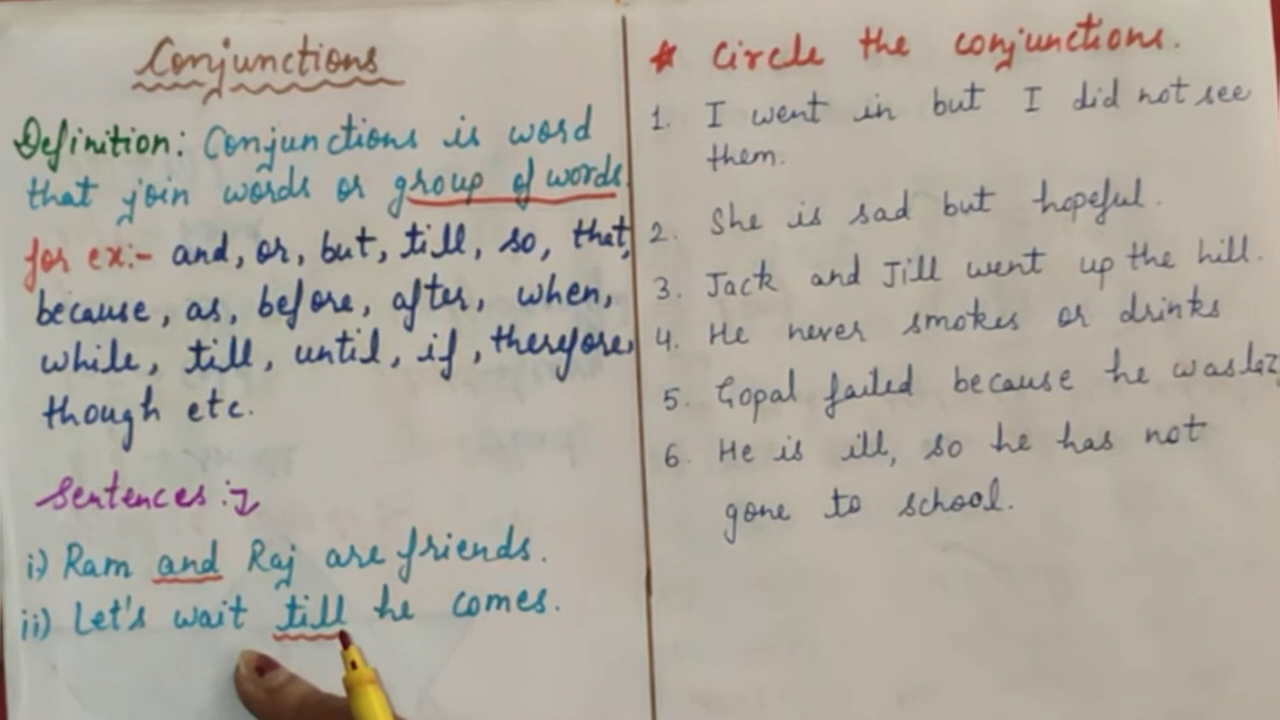 Conjunctions
Definition: Conjunctions is word
that join words or group of words
for ex:- and, or, but, till, so, that,
because, as, before, after, when,
while, till, until, if, therefore,
though etc.
Sentences :-
i) Ram and Raj are friends.
ii) Let's wait till he comes.
* Circle the conjunctions.
1. I went in but I did not see
them.
2. She is sad but hopeful.
3. Jack and Jill went up the hill.
4. He never smokes or drinks
5. Gopal failed because he was laz
6. He is ill, so he has not
gone to school.